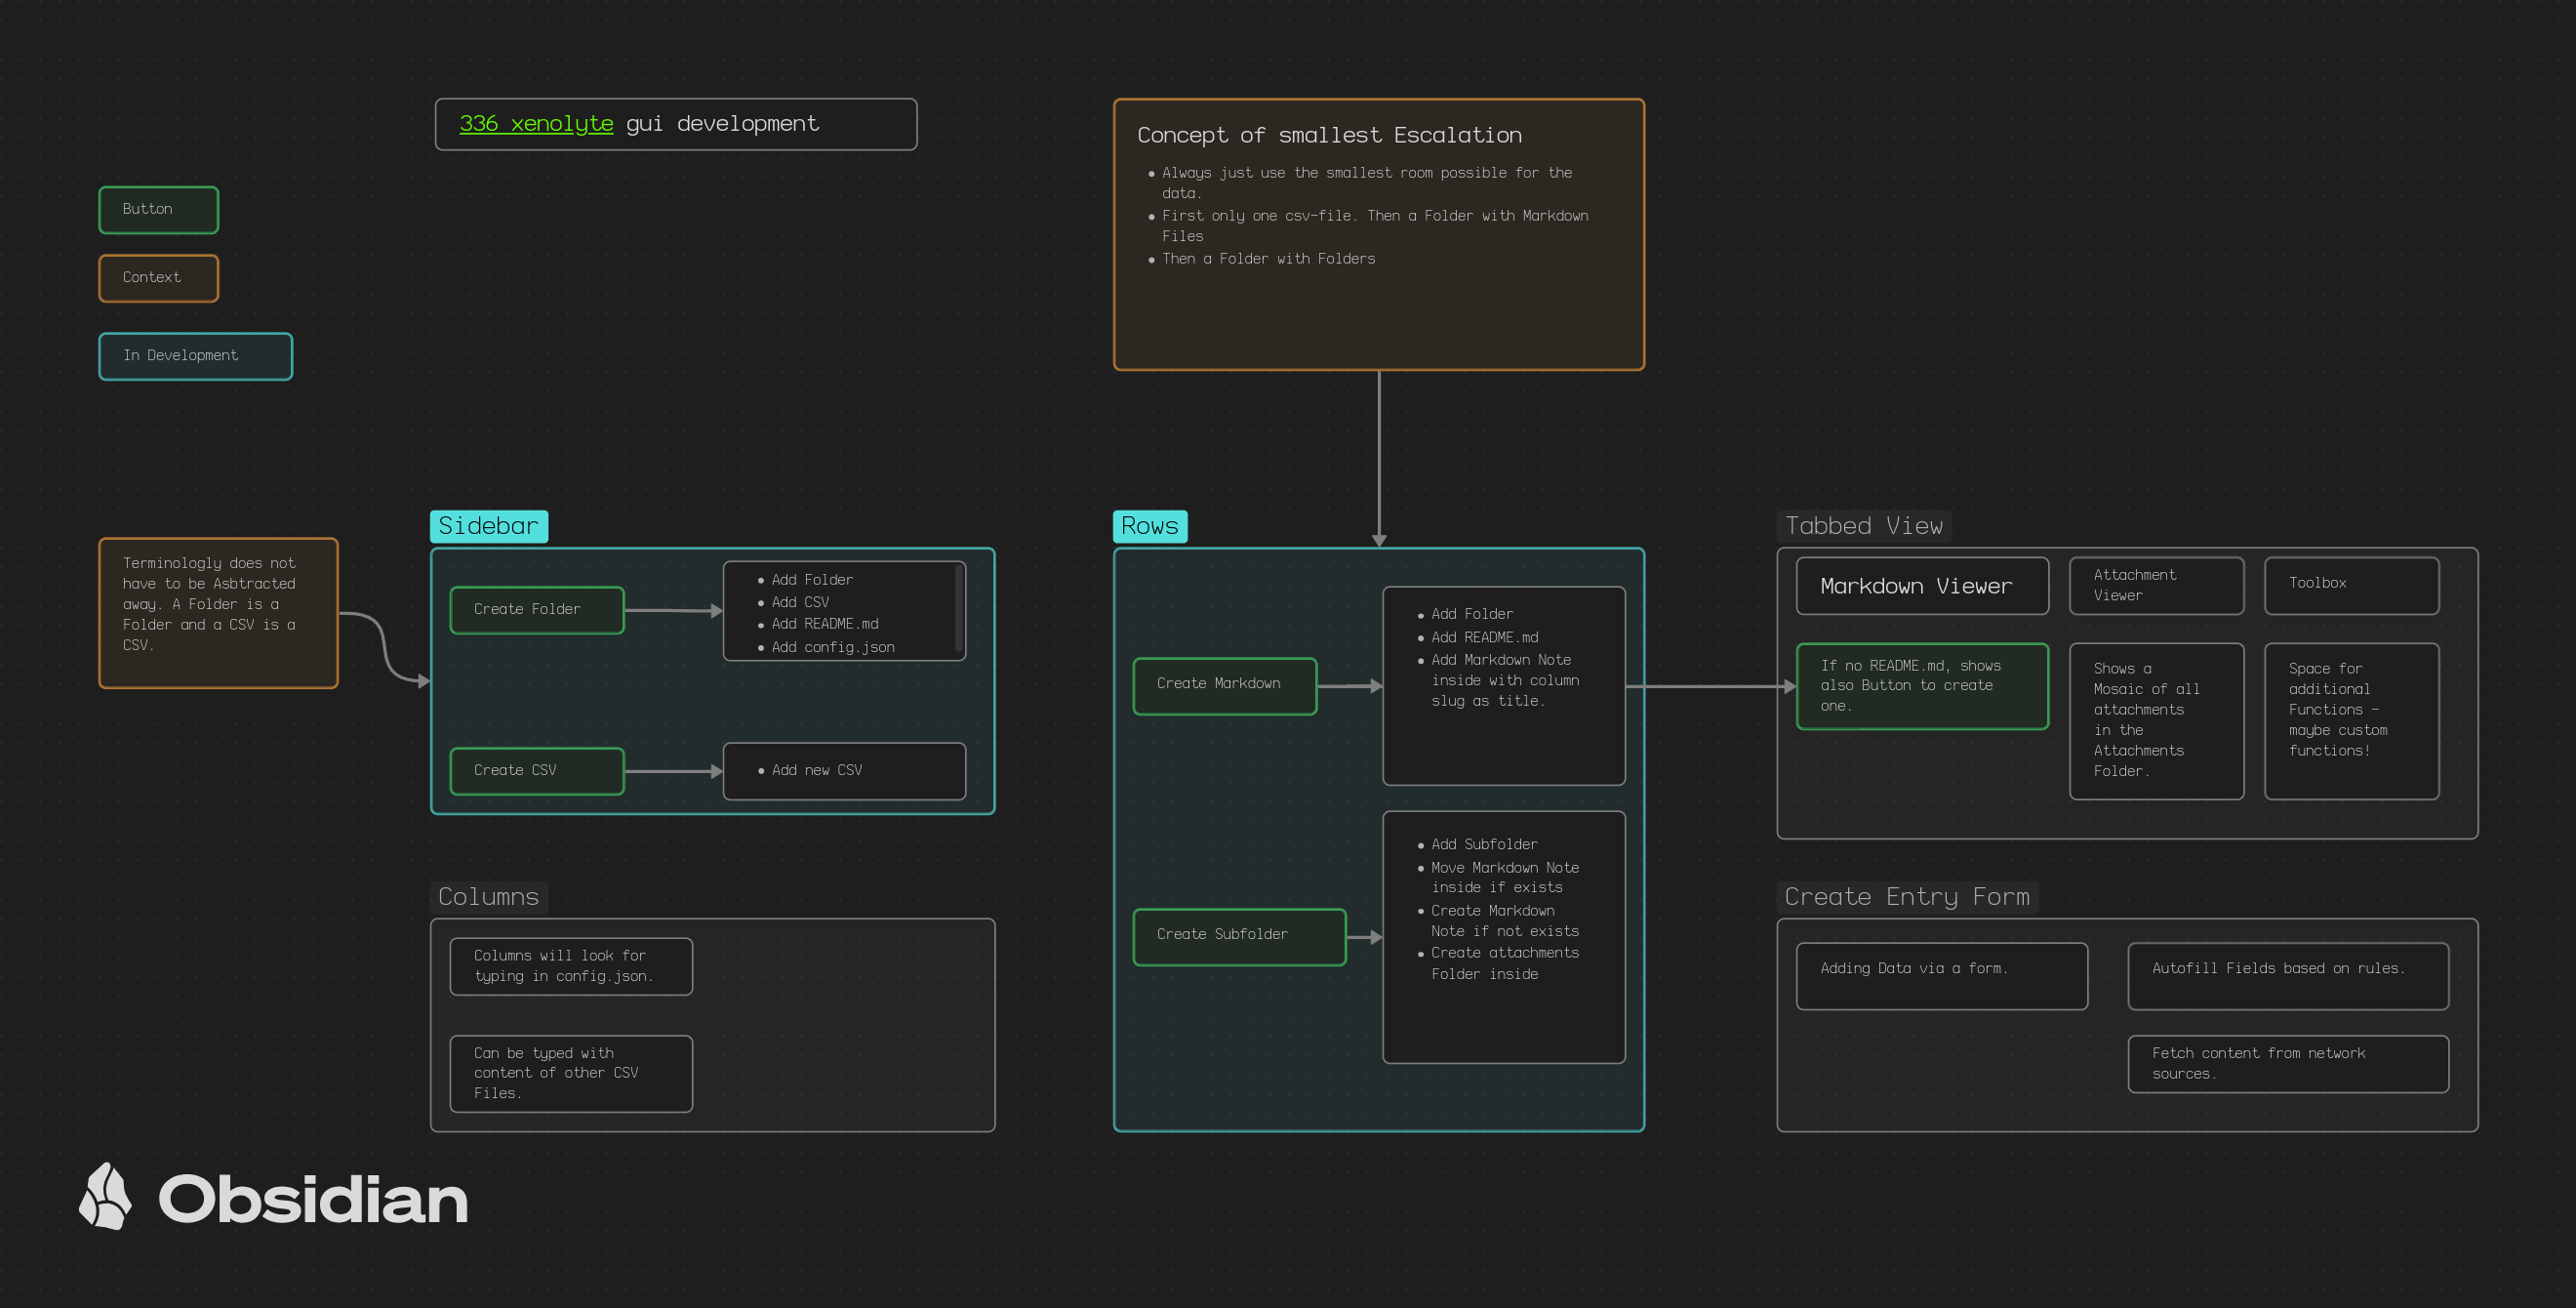 336 xenolyte gui development
Button
Context
In Development
Concept of smallest Escalation
Always just use the smallest room possible for the
data.
First only one csv-file. Then a Folder with Markdown
Files
Then a Folder with Folders
Terminologly does not
have to be Asbtracted
away. A Folder is a
Folder and a CSV is a
CSV.
Sidebar
Create Folder
Add Folder
Add CSV
Add README.md
Add config.json
Create CSV
Add new CSV
Columns
Columns will look for
typing in config.json.
Can be typed with
content of other CSV
Files.
Rows
Create Markdown
Add Folder
Add README.md
Add Markdown Note
inside with column
slug as title.
Create Subfolder
Add Subfolder
Move Markdown Note
inside if exists
Create Markdown
Note if not exists
Create attachments
Folder inside
Tabbed View
Markdown Viewer
If no README.md, shows
also Button to create
one.
Attachment
Viewer
Shows a
Mosaic of all
attachments
in the
Attachments
Folder.
Toolbox
Space for
additional
Functions -
maybe custom
functions!
Create Entry Form
Adding Data via a form.
Autofill Fields based on rules.
Fetch content from network
sources.
Obsidian